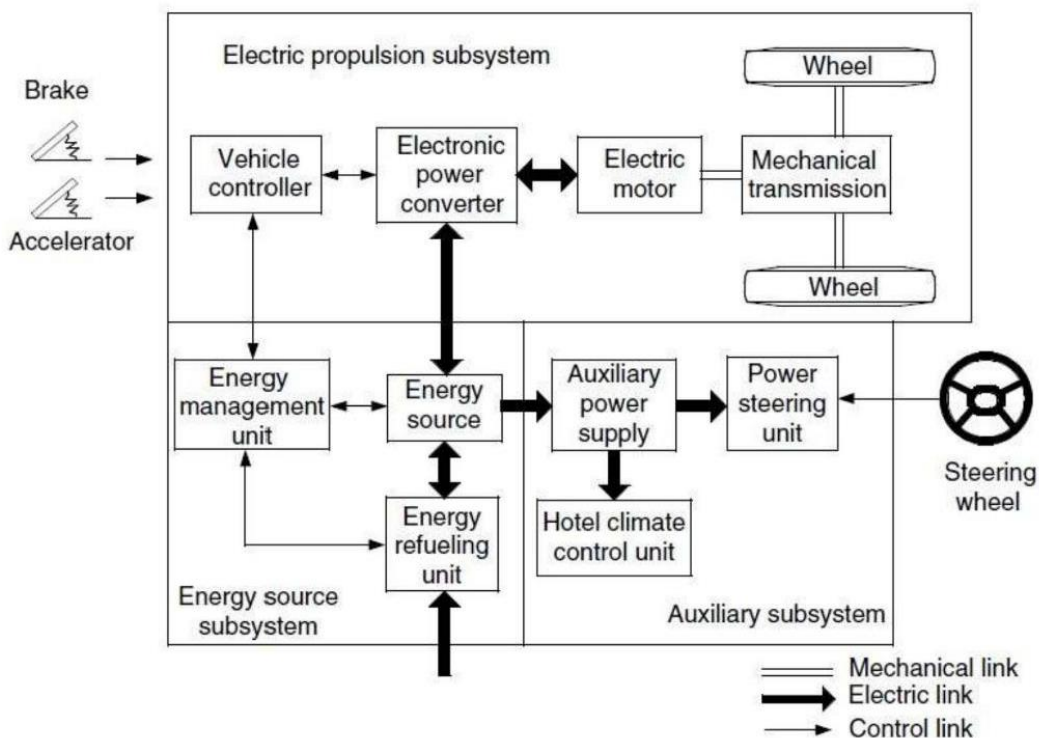 Electric propulsion subsystem
Wheel
Brake
Vehicle
controller
Electronic
power
converter
Electric
motor
Mechanical
transmission
Accelerator
Wheel
Energy
management
unit
Energy
source
Auxiliary
power
supply
Power
steering
unit
Steering
wheel
Energy
refueling
unit
Hotel climate
control unit
Energy source
subsystem
Auxiliary subsystem
Mechanical link
Electric link
Control link